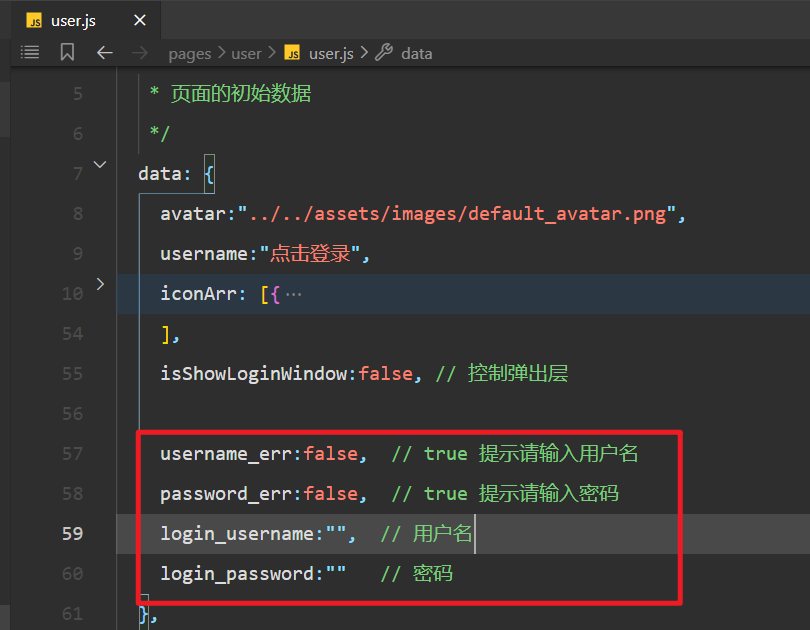 JS user.js
pages user JS user.js data
5 * 页面的初始数据
6 */
7 data: {
8 avatar:"../../assets/images/default_avatar.png",
9 username:"点击登录",
10 iconArr: [{ ···
54 ],
55 isShowLoginWindow:false, // 控制弹出层
56
57 username_err:false, // true 提示请输入用户名
58 password_err:false, // true 提示请输入密码
59 login_username:"", // 用户名
60 login_password:"" // 密码
61 },